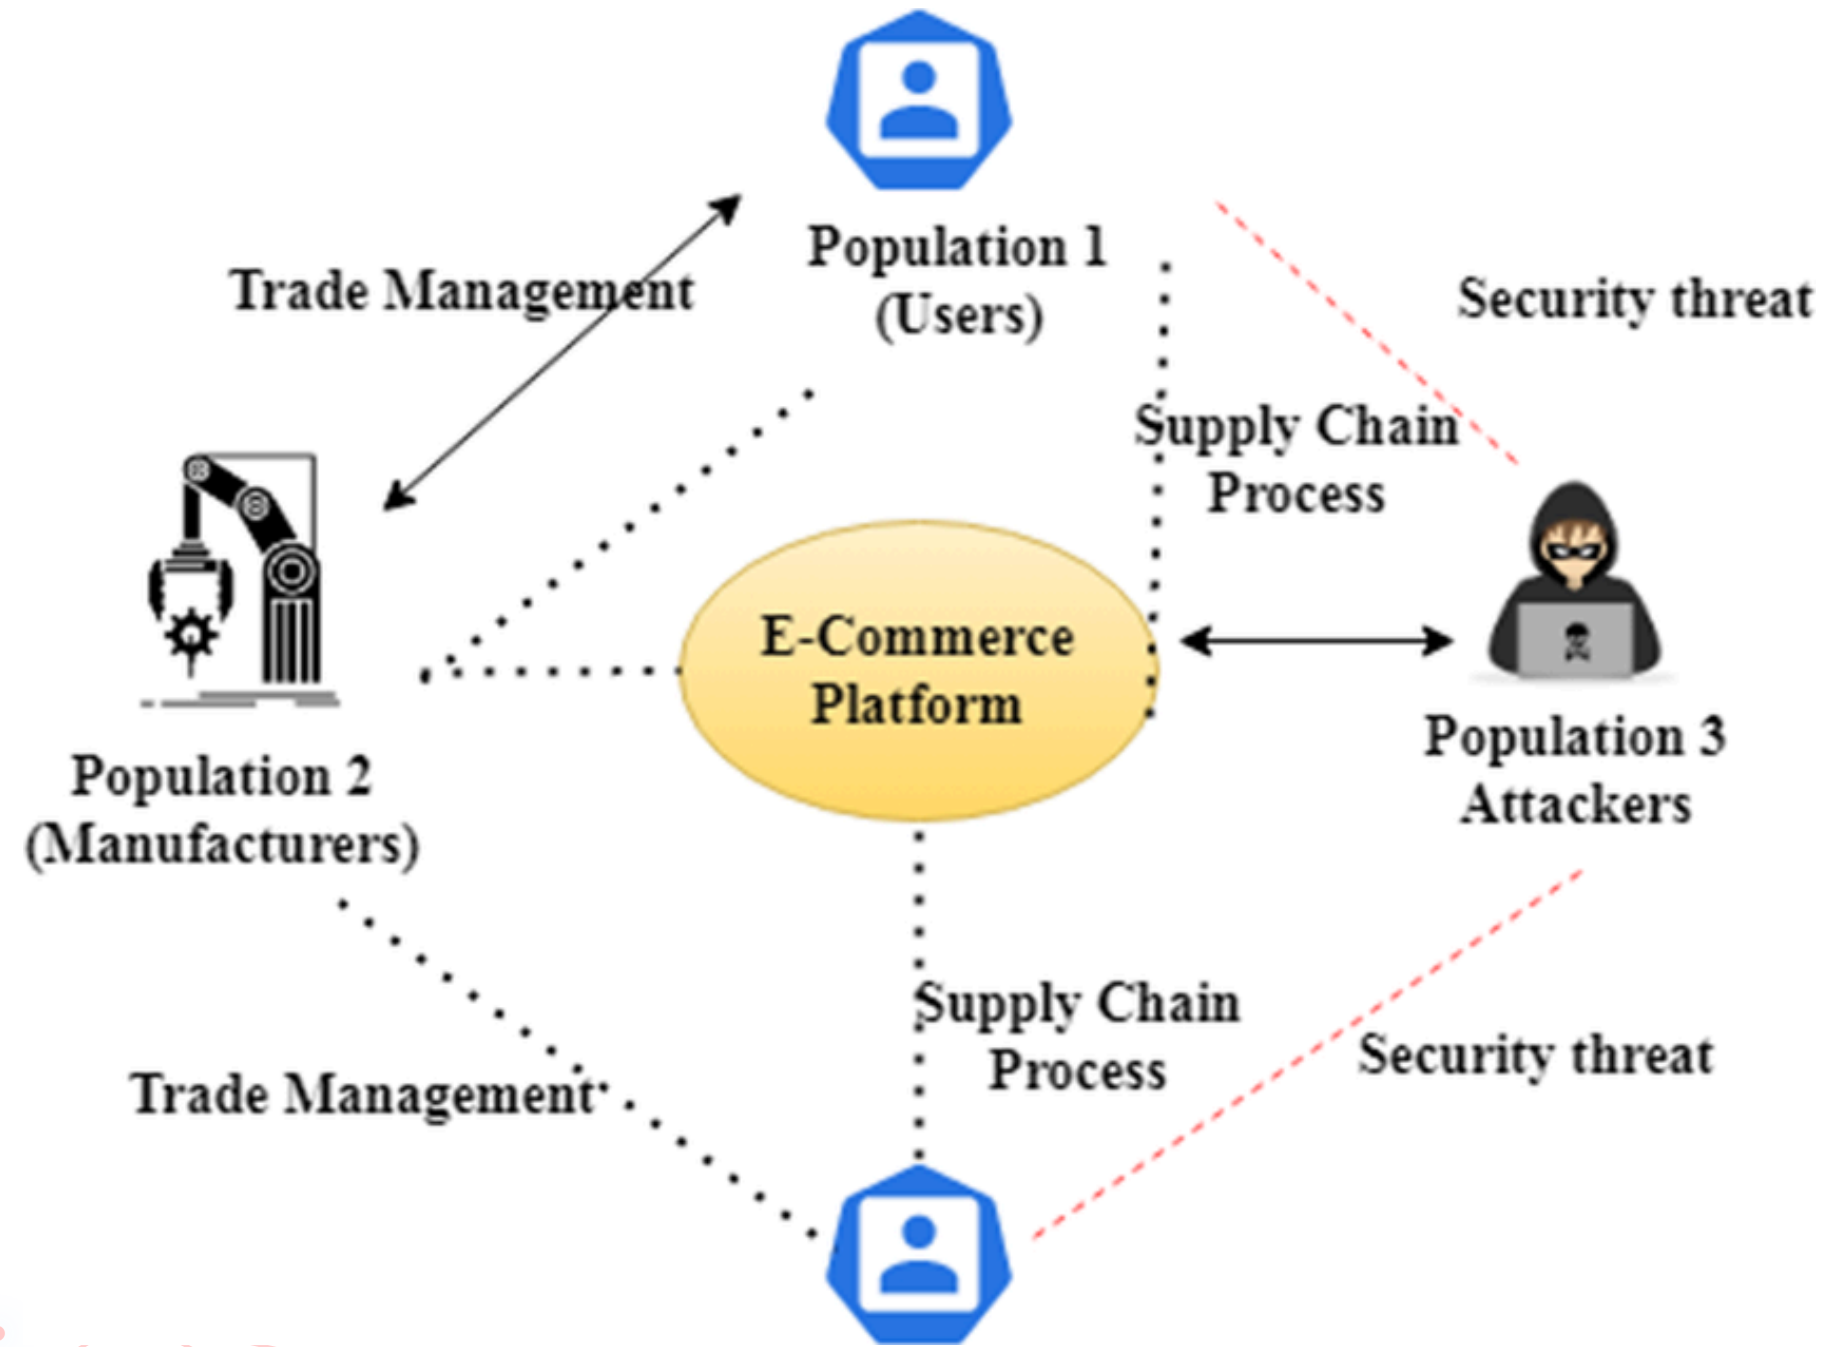 Population 1
(Users)
Trade Management
Security threat
Supply Chain
Process
E-Commerce
Platform
Population 2
(Manufacturers)
Population 3
Attackers
Supply Chain
Process
Security threat
Trade Management